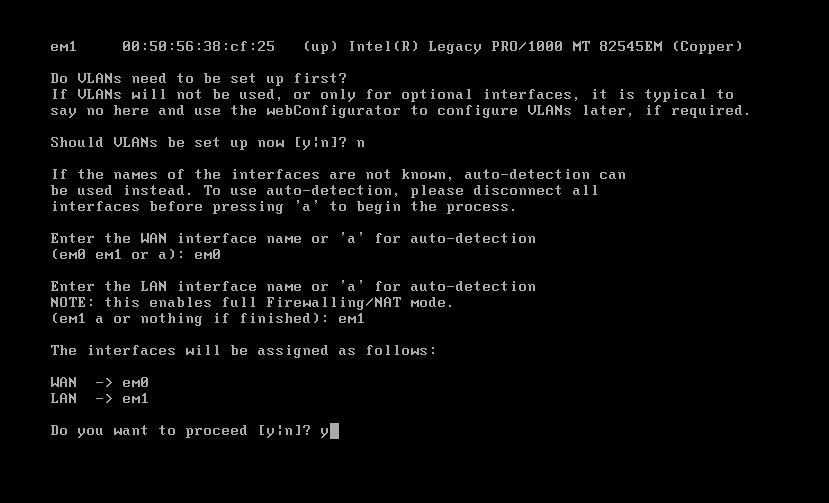 em1     00:50:56:38:cf:25   (up) Intel(R) Legacy PRO/1000 MT 82545EM (Copper)
Do VLANs need to be set up first?
If VLANs will not be used, or only for optional interfaces, it is typical to
say no here and use the webConfigurator to configure VLANs later, if required.
Should VLANs be set up now [y¦n]? n
If the names of the interfaces are not known, auto-detection can
be used instead. To use auto-detection, please disconnect all
interfaces before pressing 'a' to begin the process.
Enter the WAN interface name or 'a' for auto-detection
(em0 em1 or a): em0
Enter the LAN interface name or 'a' for auto-detection
NOTE: this enables full Firewalling/NAT mode.
(em1 a or nothing if finished): em1
The interfaces will be assigned as follows:
WAN  -> em0
LAN  -> em1
Do you want to proceed [y¦n]? y